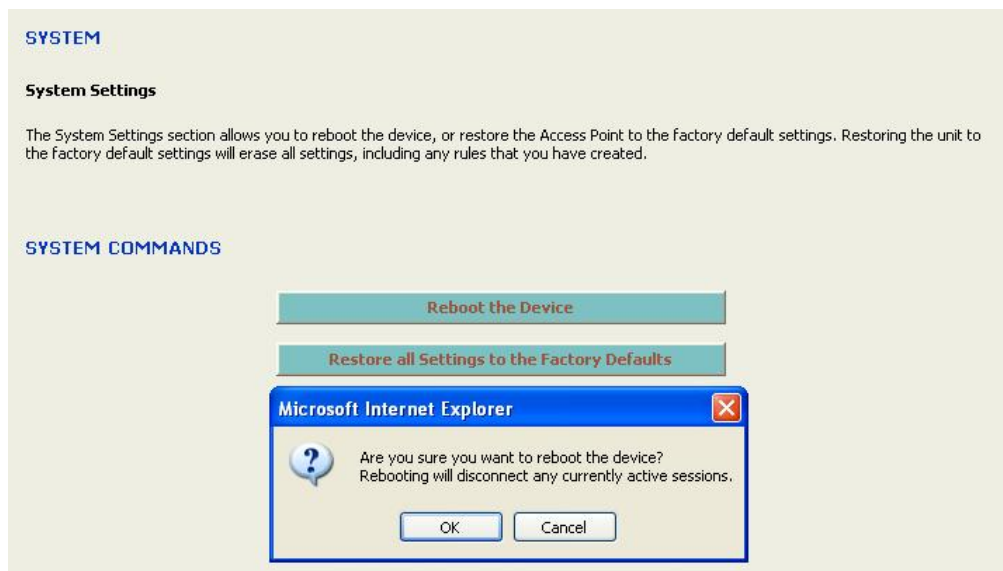 SYSTEM
System Settings
The System Settings section allows you to reboot the device, or restore the Access Point to the factory default settings. Restoring the unit to
the factory default settings will erase all settings, including any rules that you have created.
SYSTEM COMMANDS
Reboot the Device
Restore all Settings to the Factory Defaults
Microsoft Internet Explorer
Are you sure you want to reboot the device?
Rebooting will disconnect any currently active sessions.
OK Cancel